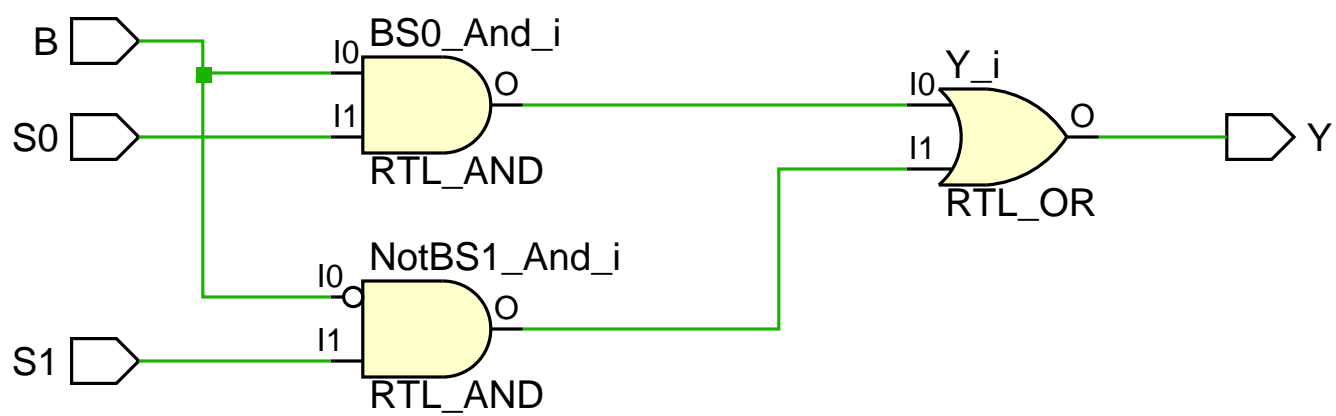 B
S0
S1
BS0_And_i
I0
I1
O
RTL_AND
NotBS1_And_i
I0
I1
O
RTL_AND
Y_i
I0
I1
O
RTL_OR
Y